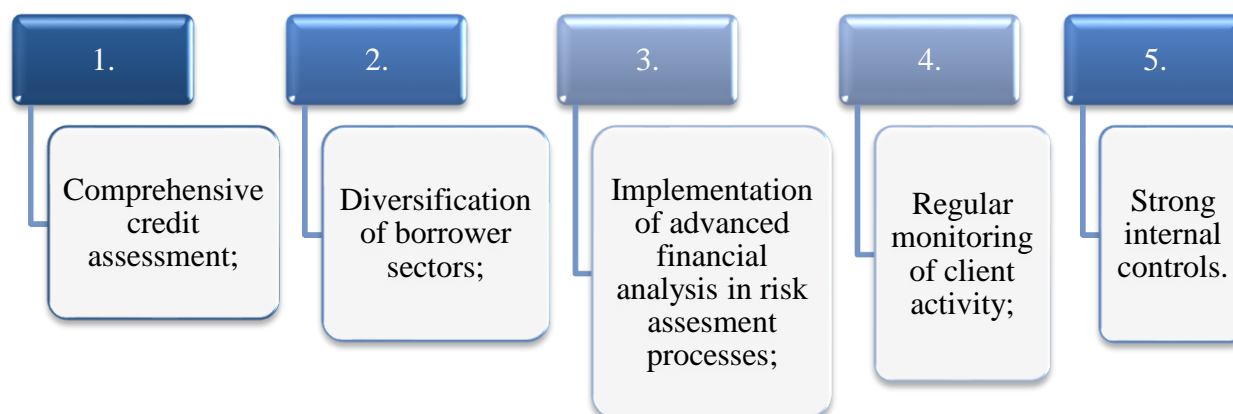 1.
Comprehensive
credit
assessment;
2.
Diversification
of borrower
sectors;
3.
Implementation
of advanced
financial
analysis in risk
assesment
processes;
4.
Regular
monitoring
of client
activity;
5.
Strong
internal
controls.